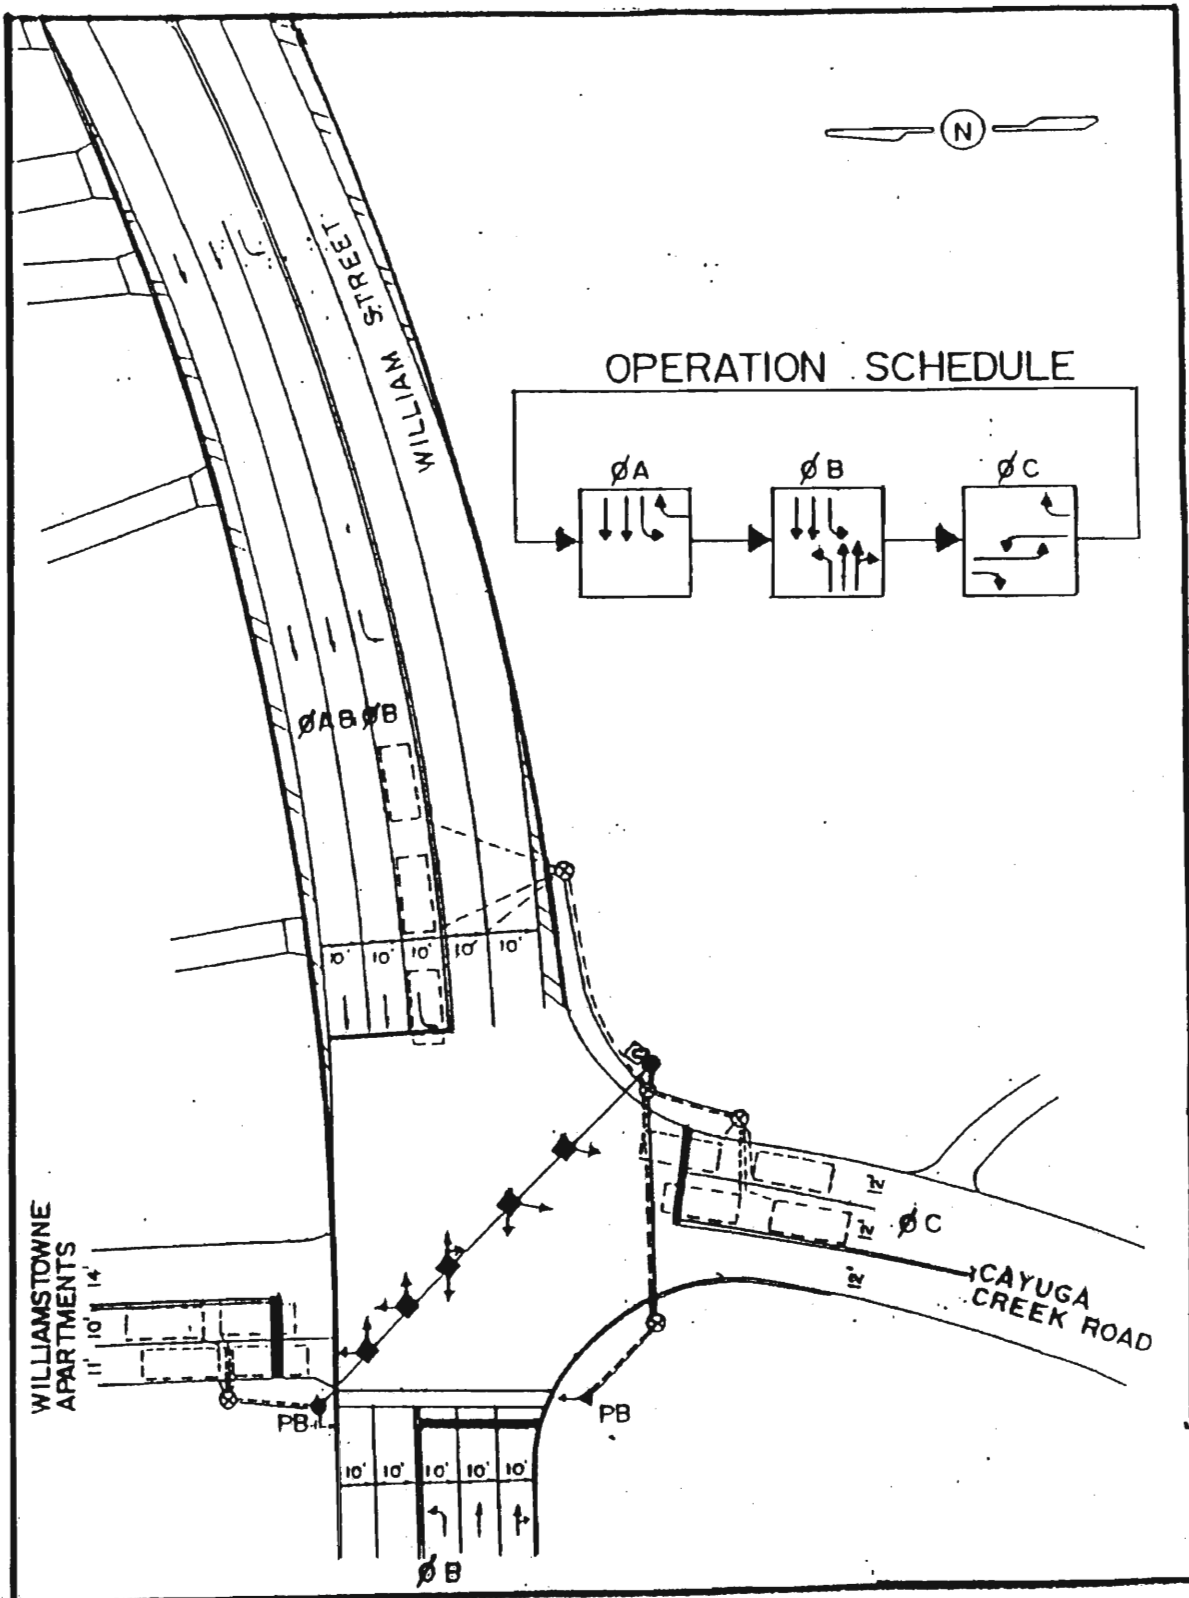 N
WILLIAM STREET
OPERATION SCHEDULE
ØA
ØB
ØC
ØA&ØB
10' 10' 10' 10' 10'
12'
12'
12'
ØC
CAYUGA
CREEK ROAD
WILLIAMSTOWNE
APARTMENTS
14'
10'
11'
PB
PB
10' 10' 10' 10' 10'
ØB